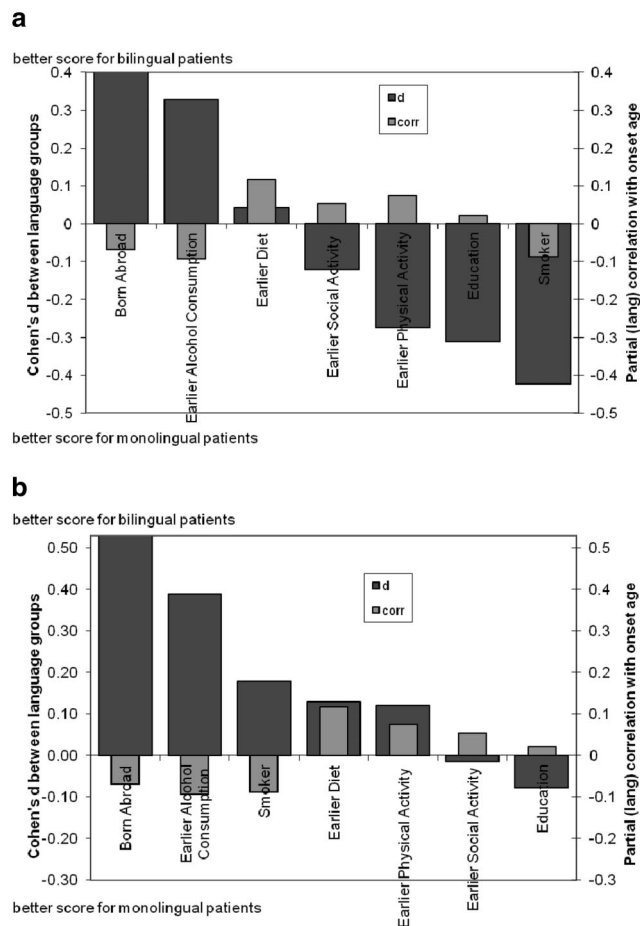 a
better score for bilingual patients
Cohen's d between language groups
0.4
0.3
0.2
0.1
0
-0.1
-0.2
-0.3
-0.4
-0.5
d
corr
Born Abroad
Earlier Alcohol Consumption
Earlier Diet
Earlier Social Activity
Earlier Physical Activity
Education
Smoker
0.4
0.3
0.2
0.1
0
-0.1
-0.2
-0.3
-0.4
-0.5
Partial (lang) correlation with onset age
better score for monolingual patients
b
better score for bilingual patients
Cohen's d between language groups
0.50
0.40
0.30
0.20
0.10
0.00
-0.10
-0.20
-0.30
d
corr
Born Abroad
Earlier Alcohol
Consumption
Smoker
Earlier Diet
Earlier Physical Activity
Earlier Social Activity
Education
0.5
0.4
0.3
0.2
0.1
0
-0.1
-0.2
-0.3
Partial (lang) correlation with onset age
better score for monolingual patients